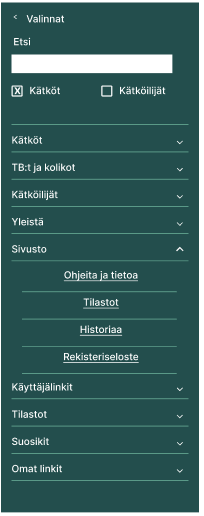 < Valinnat
Etsi
X Kätköt
Kätköilijät
Kätköt
TB:t ja kolikot
Kätköilijät
Yleistä
Sivusto
Ohjeita ja tietoa
Tilastot
Historiaa
Rekisteriseloste
Käyttäjälinkit
Tilastot
Suosikit
Omat linkit